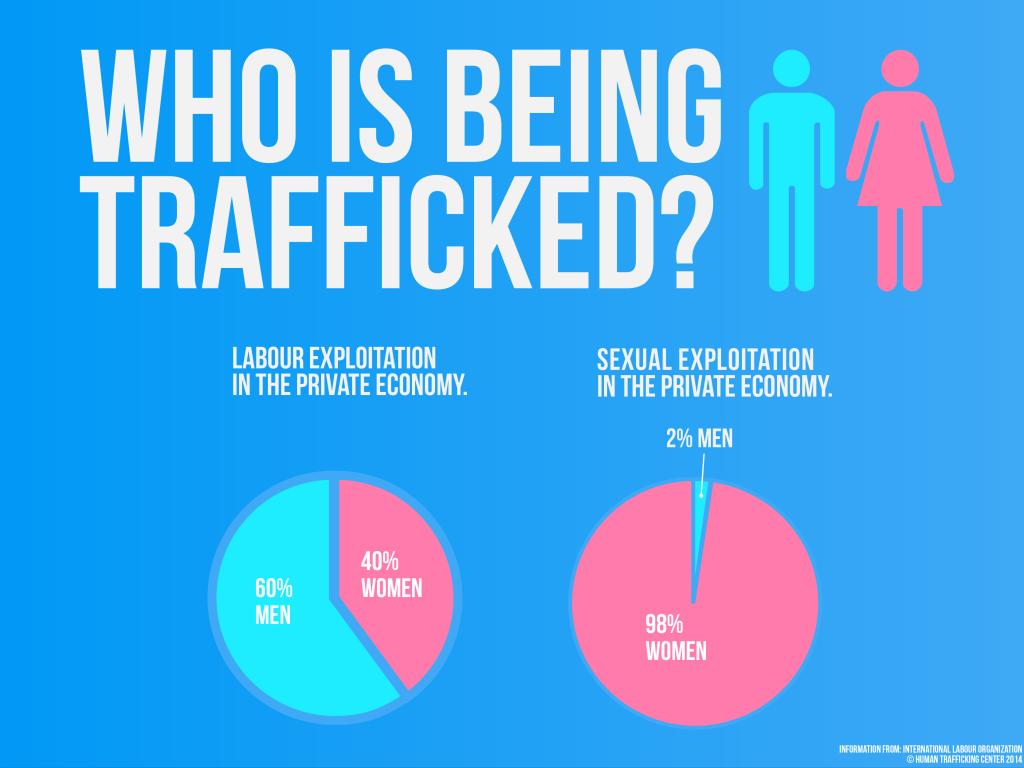 WHO IS BEING
TRAFFICKED?
LABOUR EXPLOITATION
IN THE PRIVATE ECONOMY.
SEXUAL EXPLOITATION
IN THE PRIVATE ECONOMY.
2% MEN
40%
WOMEN
60%
MEN
98%
WOMEN
INFORMATION FROM: INTERNATIONAL LABOUR ORGANIZATION
© HUMAN TRAFFICKING CENTER 2014